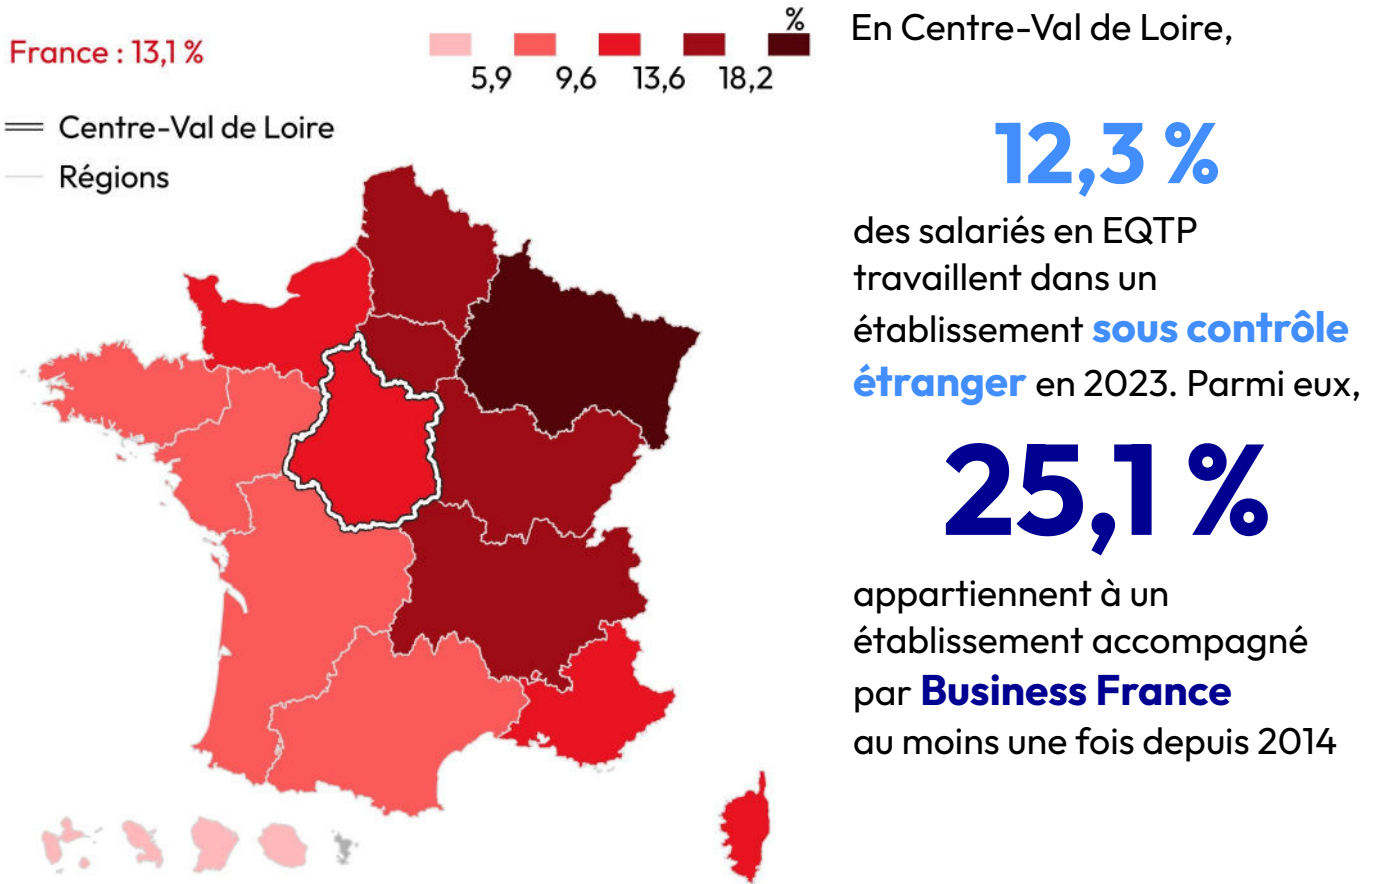 France : 13,1 %
%
5,9 9,6 13,6 18,2
Centre-Val de Loire
Régions
En Centre-Val de Loire,
12,3 %
des salariés en EQTP
travaillent dans un
établissement sous contrôle
étranger en 2023. Parmi eux,
25,1 %
appartiennent à un
établissement accompagné
par Business France
au moins une fois depuis 2014